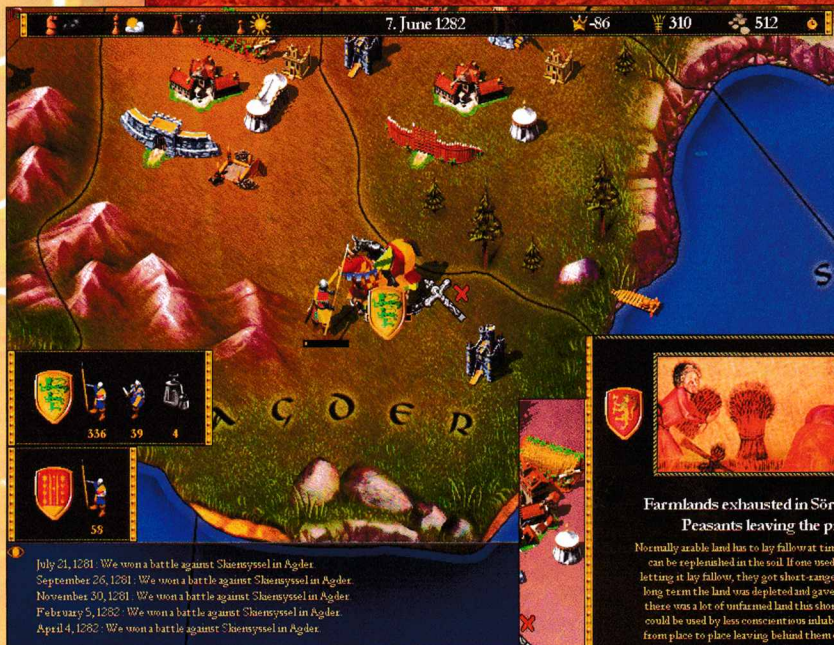 7. June 1282
-86
310
512
S
AGDER
336 39 4
58
July 21, 1281 : We won a battle against Skiensyssel in Agder.
September 26, 1281 : We won a battle against Skiensyssel in Agder.
November 30, 1281 : We won a battle against Skiensyssel in Agder.
February 5, 1282 : We won a battle against Skiensyssel in Agder.
April 4, 1282 : We won a battle against Skiensyssel in Agder.
Farmlands exhausted in Sör
Peasants leaving the p
Normally arable land has to lay fallow at tim
can be replenished in the soil. If one used
letting it lay fallow, they got short-rang
long term the land was depleted and gave
there was a lot of unfarmed land this shor
could be used by less conscientious inhab
from place to place leaving behind them